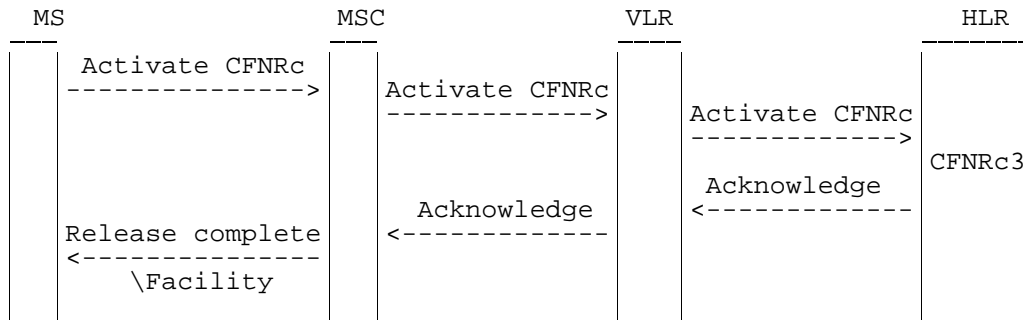 MS MSC VLR HLR
Activate CFNRc
--------------->
Activate CFNRc
------------->
Activate CFNRc
------------->
CFNRc3
Acknowledge
<-------------
Acknowledge
<-------------
Release complete
<---------------
\Facility